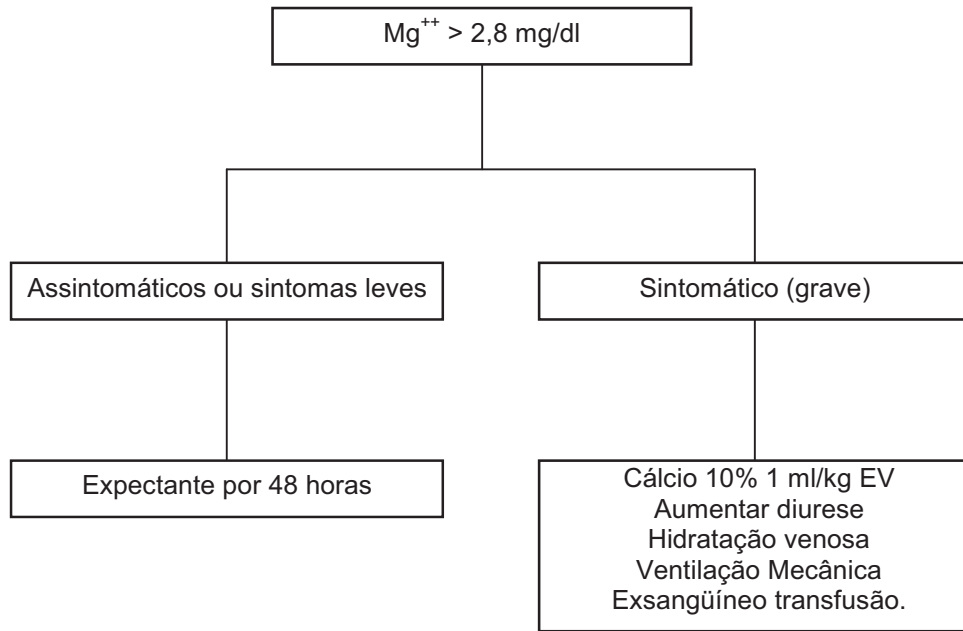 Mg++ > 2,8 mg/dl
Assintomáticos ou sintomas leves
Sintomático (grave)
Expectante por 48 horas
Cálcio 10% 1 ml/kg EV
Aumentar diurese
Hidratação venosa
Ventilação Mecânica
Exsangüíneo transfusão.